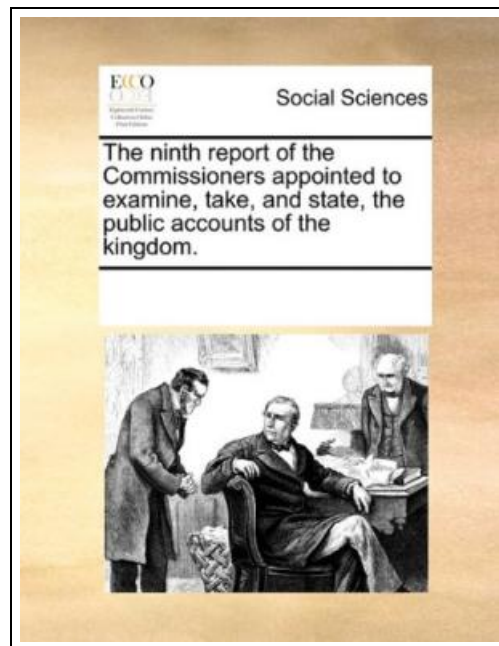 ECCO
Social Sciences
The ninth report of the
Commissioners appointed to
examine, take, and state, the
public accounts of the
kingdom.